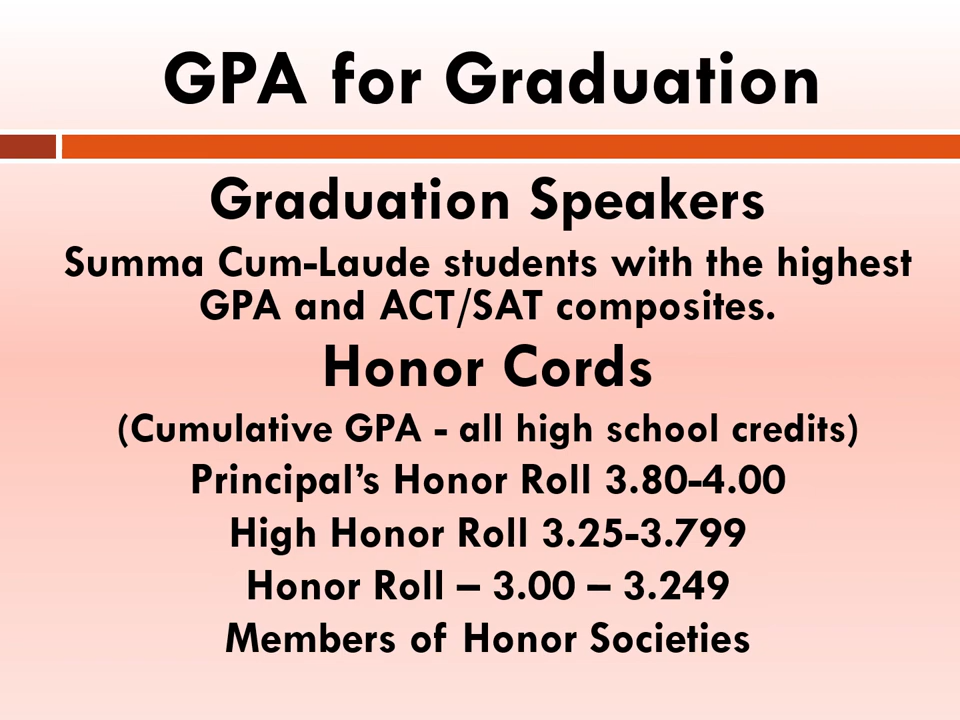 GPA for Graduation
Graduation Speakers
Summa Cum-Laude students with the highest
GPA and ACT/SAT composites.
Honor Cords
(Cumulative GPA - all high school credits)
Principal’s Honor Roll 3.80-4.00
High Honor Roll 3.25-3.799
Honor Roll – 3.00 – 3.249
Members of Honor Societies